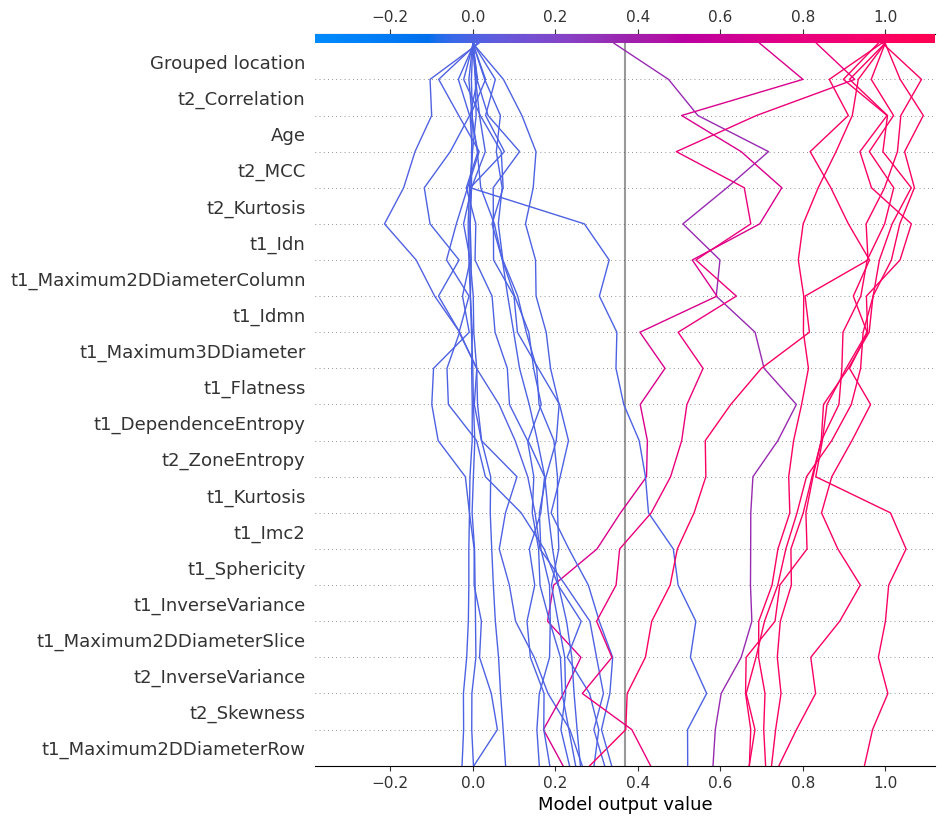 −0.2 0.0 0.2 0.4 0.6 0.8 1.0
Grouped location
t2_Correlation
Age
t2_MCC
t2_Kurtosis
t1_Idn
t1_Maximum2DDiameterColumn
t1_Idmn
t1_Maximum3DDiameter
t1_Flatness
t1_DependenceEntropy
t2_ZoneEntropy
t1_Kurtosis
t1_Imc2
t1_Sphericity
t1_InverseVariance
t1_Maximum2DDiameterSlice
t2_InverseVariance
t2_Skewness
t1_Maximum2DDiameterRow
−0.2 0.0 0.2 0.4 0.6 0.8 1.0
Model output value